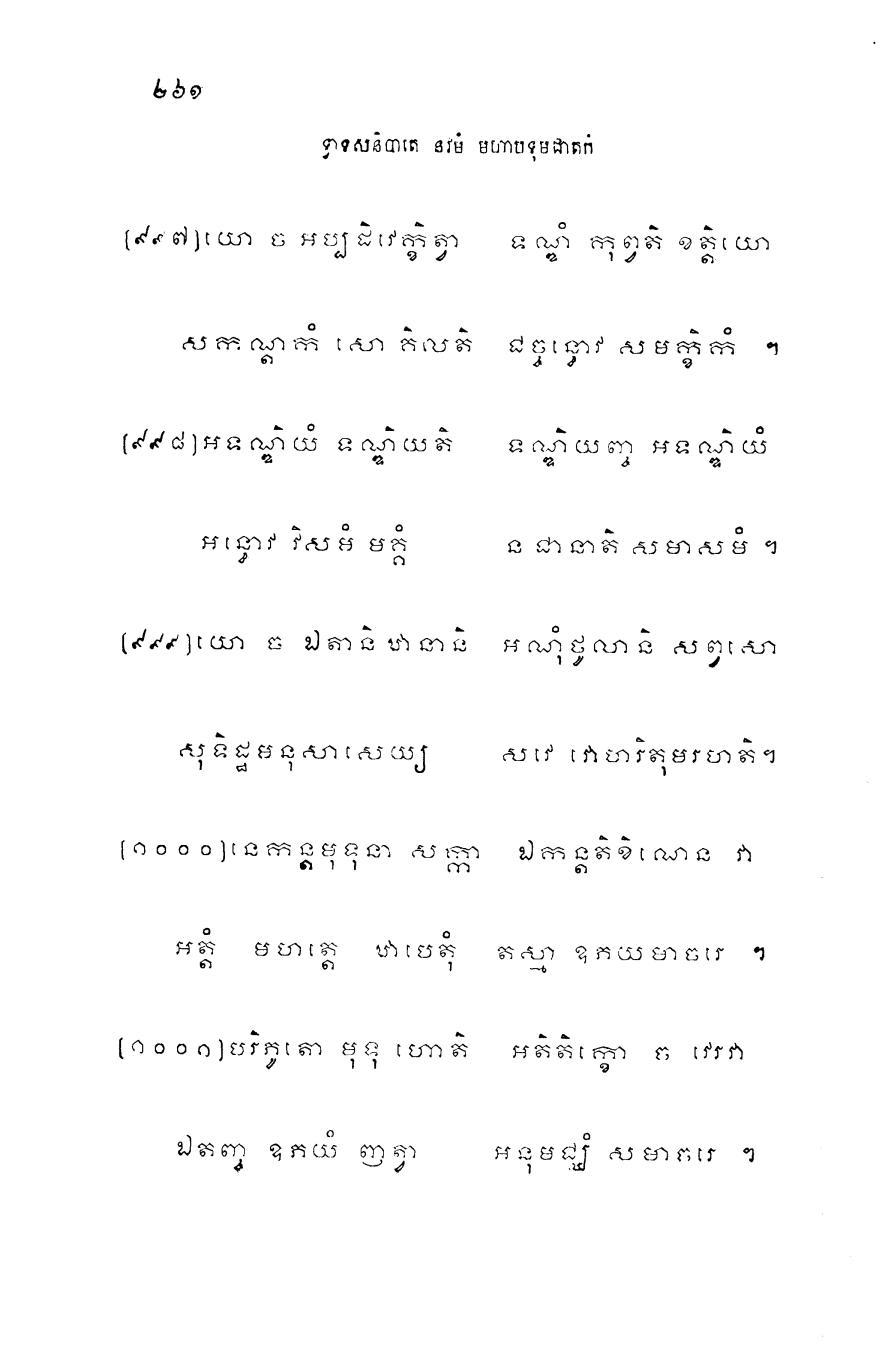 ២៦១
ទ្វាទសនិបាតេ នវមំ មហាបទុមជាតកំ
[៩៩៧] យោ ច អប្បដិវេក្ខិត្វា ទណ្ឌំ កុព្វតិ ខត្តិយោ
សកណ្ដកំ សោ គិលតិ ជច្ចន្ធោវ សមក្ខិកំ ។
[៩៩៨] អទណ្ឌិយំ ទណ្ឌិយតិ ទណ្ឌិយញ្ច អទណ្ឌិយំ
អន្ធោវ វិសមំ មគ្គំ ន ជានាតិ សមាសមំ ។
[៩៩៩] យោ ច ឯតានិ ឋានានិ អណុំថូលានិ សព្វសោ
សុទិដ្ឋមនុសាសេយ្យ សវេ វោហរិតុមរហតិ។
[១០០០] នេកន្តមុទុនា សក្កា ឯកន្តតិខិណេន វា
អត្តំ មហត្តេ ឋាបេតុំ តស្មា ឧភយមាចរេ ។
[១០០១] បរិភូតោ មុទុ ហោតិ អតិតិក្ខោ ច វេរវា
ឯតញ្ច ឧភយំ ញត្វា អនុមជ្ឈំ សមាចរេ ។